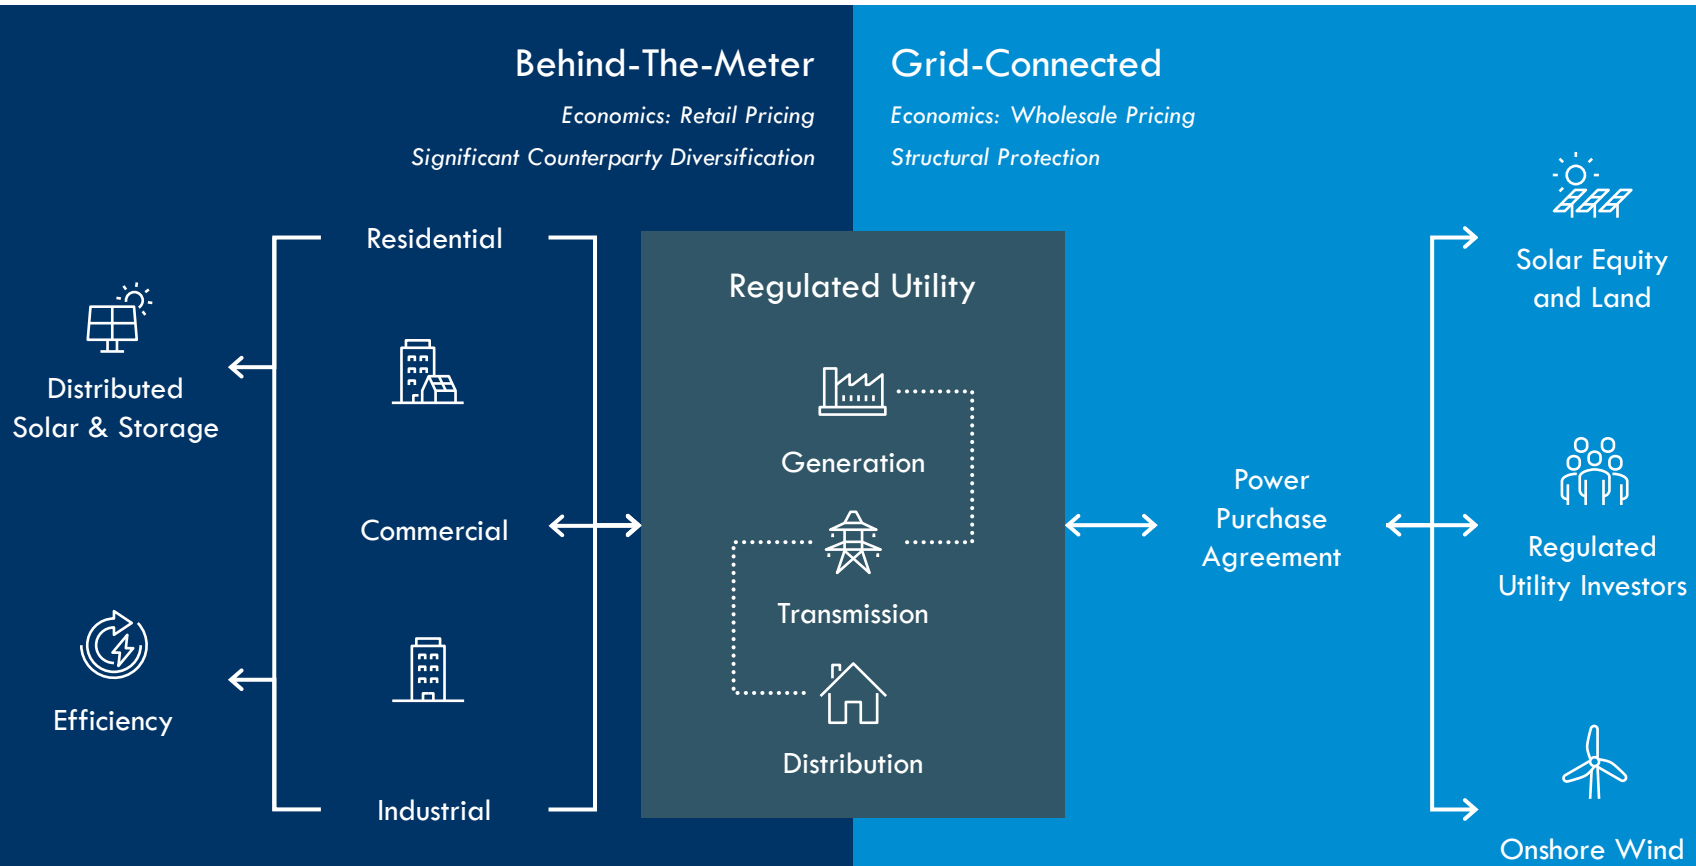 Behind-The-Meter
Economics: Retail Pricing
Significant Counterparty Diversification
Grid-Connected
Economics: Wholesale Pricing
Structural Protection
Distributed
Solar & Storage
Efficiency
Residential
Commercial
Industrial
Regulated Utility
Generation
Transmission
Distribution
Power
Purchase
Agreement
Solar Equity
and Land
Regulated
Utility Investors
Onshore Wind